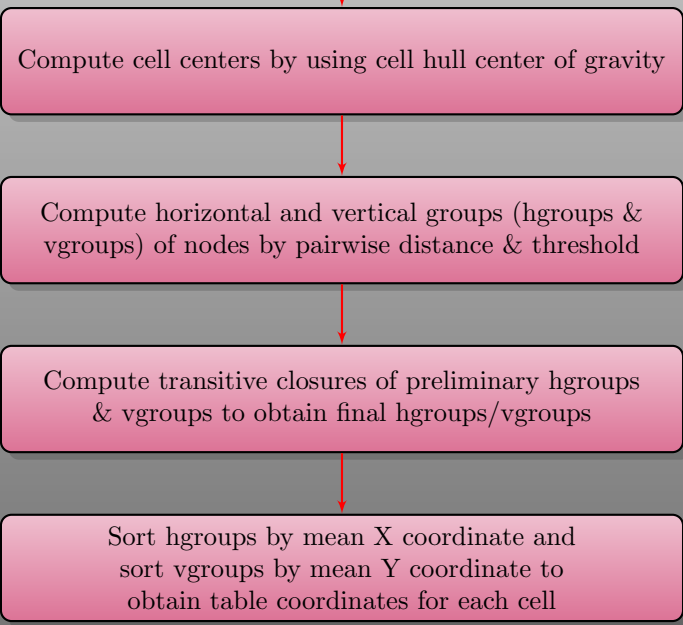 Compute cell centers by using cell hull center of gravity
Compute horizontal and vertical groups (hgroups &
vgroups) of nodes by pairwise distance & threshold
Compute transitive closures of preliminary hgroups
& vgroups to obtain final hgroups/vgroups
Sort hgroups by mean X coordinate and
sort vgroups by mean Y coordinate to
obtain table coordinates for each cell